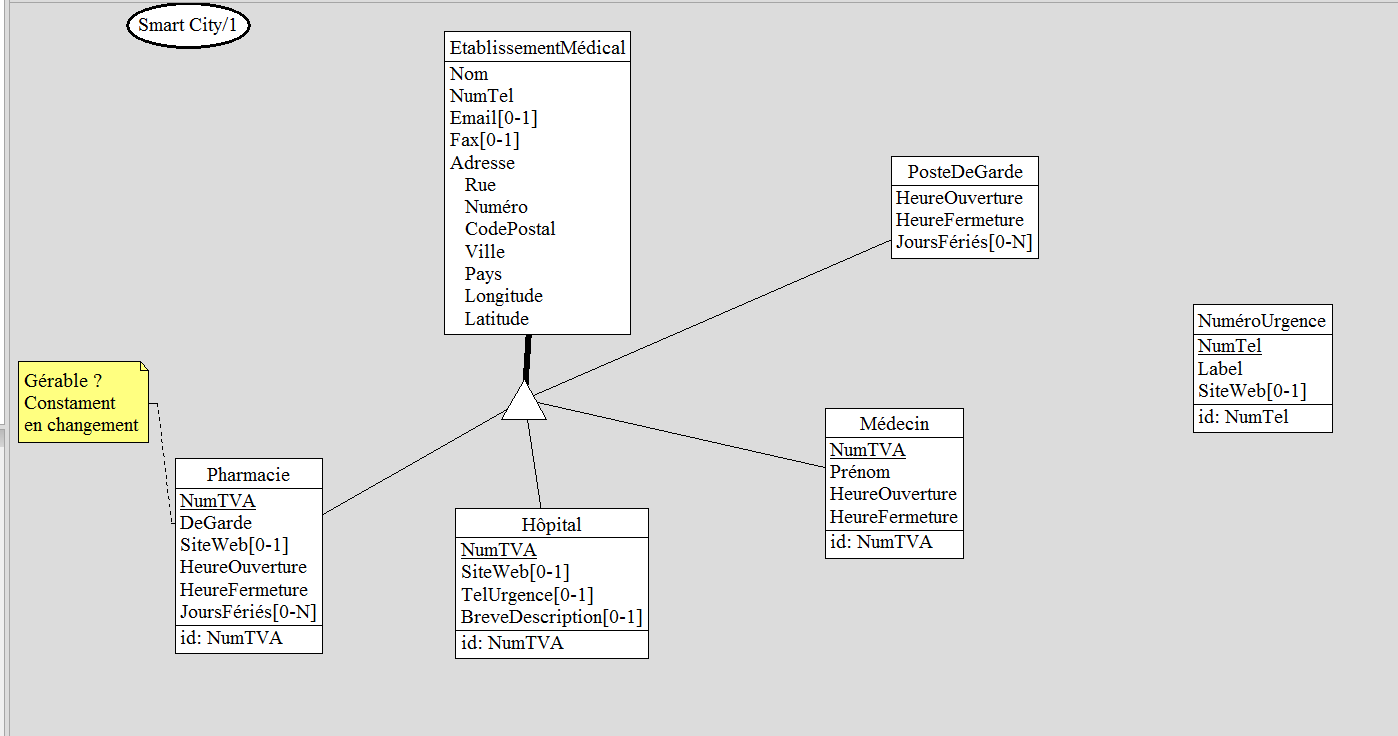 Smart City/1
EtablissementMédical
Nom
NumTel
Email[0-1]
Fax[0-1]
Adresse
Rue
Numéro
CodePostal
Ville
Pays
Longitude
Latitude
PosteDeGarde
HeureOuverture
HeureFermeture
JoursFériés[0-N]
NuméroUrgence
NumTel
Label
SiteWeb[0-1]
id: NumTel
Gérable ?
Constament
en changement
Pharmacie
NumTVA
DeGarde
SiteWeb[0-1]
HeureOuverture
HeureFermeture
JoursFériés[0-N]
id: NumTVA
Hôpital
NumTVA
SiteWeb[0-1]
TelUrgence[0-1]
BreveDescription[0-1]
id: NumTVA
Médecin
NumTVA
Prénom
HeureOuverture
HeureFermeture
id: NumTVA